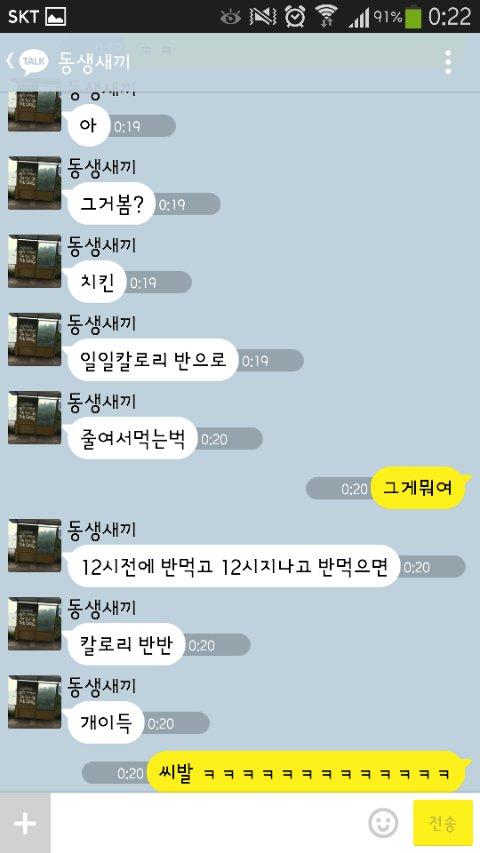 SKT 91% 0:22
ㅋ ㅋ
TALK 동생새끼
동생새끼
아 0:19
동생새끼
그거봄? 0:19
동생새끼
치킨 0:19
동생새끼
일일칼로리 반으로 0:19
동생새끼
줄여서먹는벅 0:20
0:20 그게뭐여
동생새끼
12시전에 반먹고 12시지나고 반먹으면 0:20
동생새끼
칼로리 반반 0:20
동생새끼
개이득 0:20
0:20 씨발 ㅋ ㅋ ㅋ ㅋ ㅋ ㅋ ㅋ ㅋ ㅋ ㅋ ㅋ ㅋ ㅋ
전송